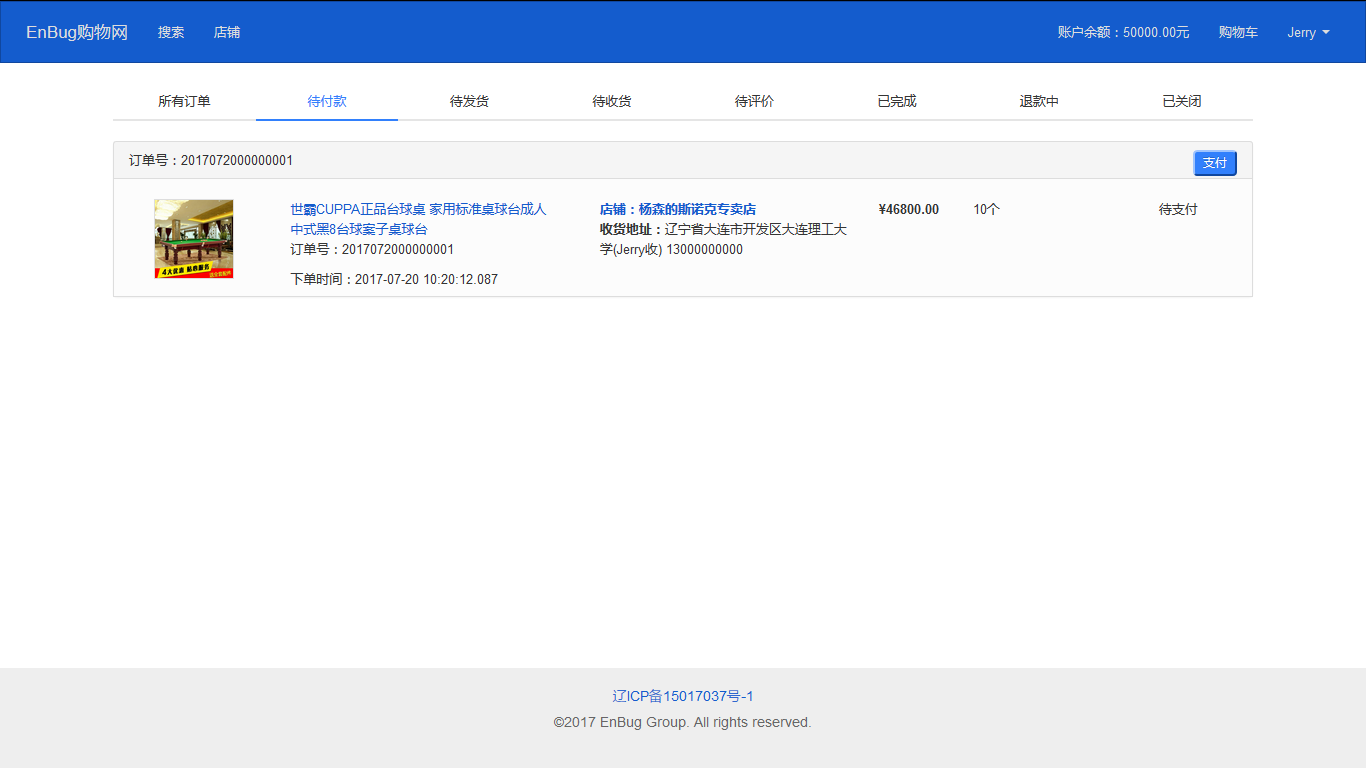 EnBug购物网 搜索 店铺 账户余额：50000.00元 购物车 Jerry
所有订单 待付款 待发货 待收货 待评价 已完成 退款中 已关闭
订单号：2017072000000001 支付
世霸CUPPA正品台球桌 家用标准桌球台成人
中式黑8台球案子桌球台
订单号：2017072000000001
下单时间：2017-07-20 10:20:12.087
店铺：杨森的斯诺克专卖店
收货地址：辽宁省大连市开发区大连理工大
学(Jerry收) 13000000000
¥46800.00 10个 待支付
4大优惠 贴心服务
辽ICP备15017037号-1
©2017 EnBug Group. All rights reserved.